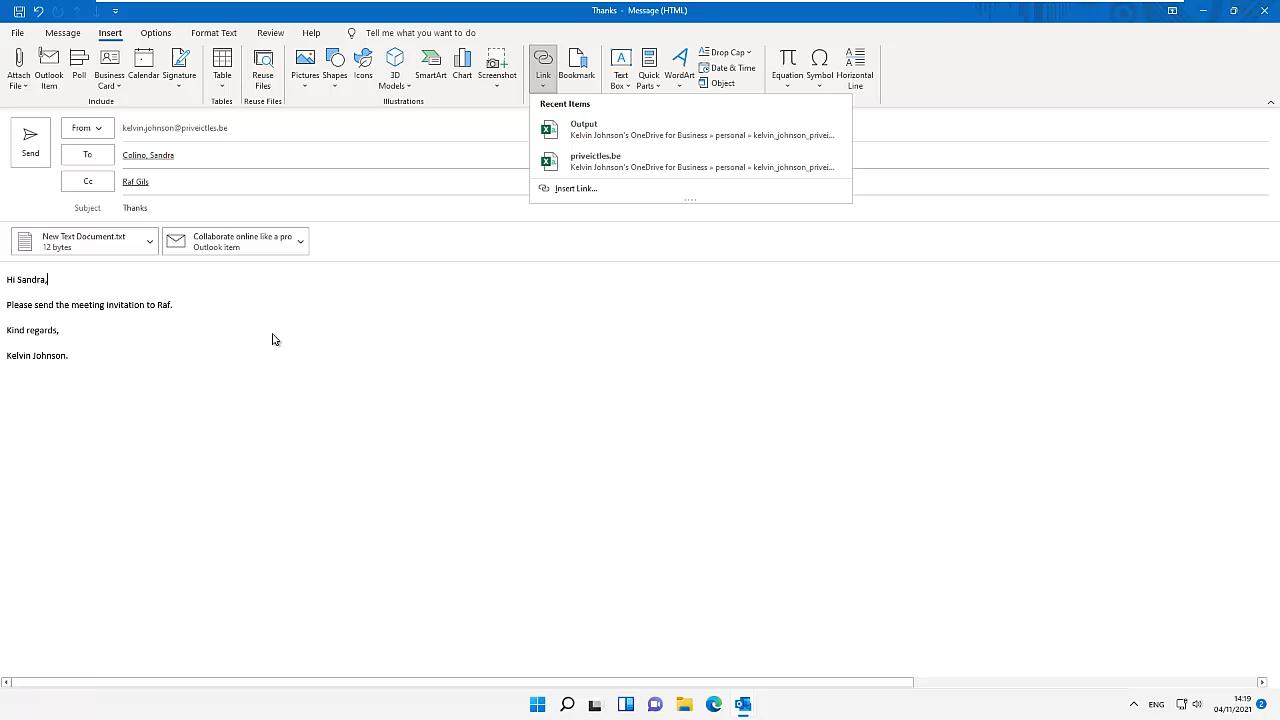 Thanks - Message (HTML)
File Message Insert Options Format Text Review Help Tell me what you want to do
Attach File Outlook Item Poll Business Card Calendar Signature Table Reuse Files Pictures Shapes Icons 3D Models SmartArt Chart Screenshot Link Bookmark Text Box Quick Parts WordArt Drop Cap Date & Time Object Equation Symbol Horizontal Line
Include Tables Reuse Files Illustrations
Recent Items
Output
Kelvin Johnson's OneDrive for Business » personal » kelvin_johnson_privei...
priveictles.be
Kelvin Johnson's OneDrive for Business » personal » kelvin_johnson_privei...
Insert Link...
Send
From kelvin.johnson@priveictles.be
To Colino, Sandra
Cc Raf Gils
Subject Thanks
New Text Document.txt
12 bytes
Collaborate online like a pro
Outlook item
Hi Sandra,
Please send the meeting invitation to Raf.
Kind regards,
Kelvin Johnson.
ENG
14:19
04/11/2021
2